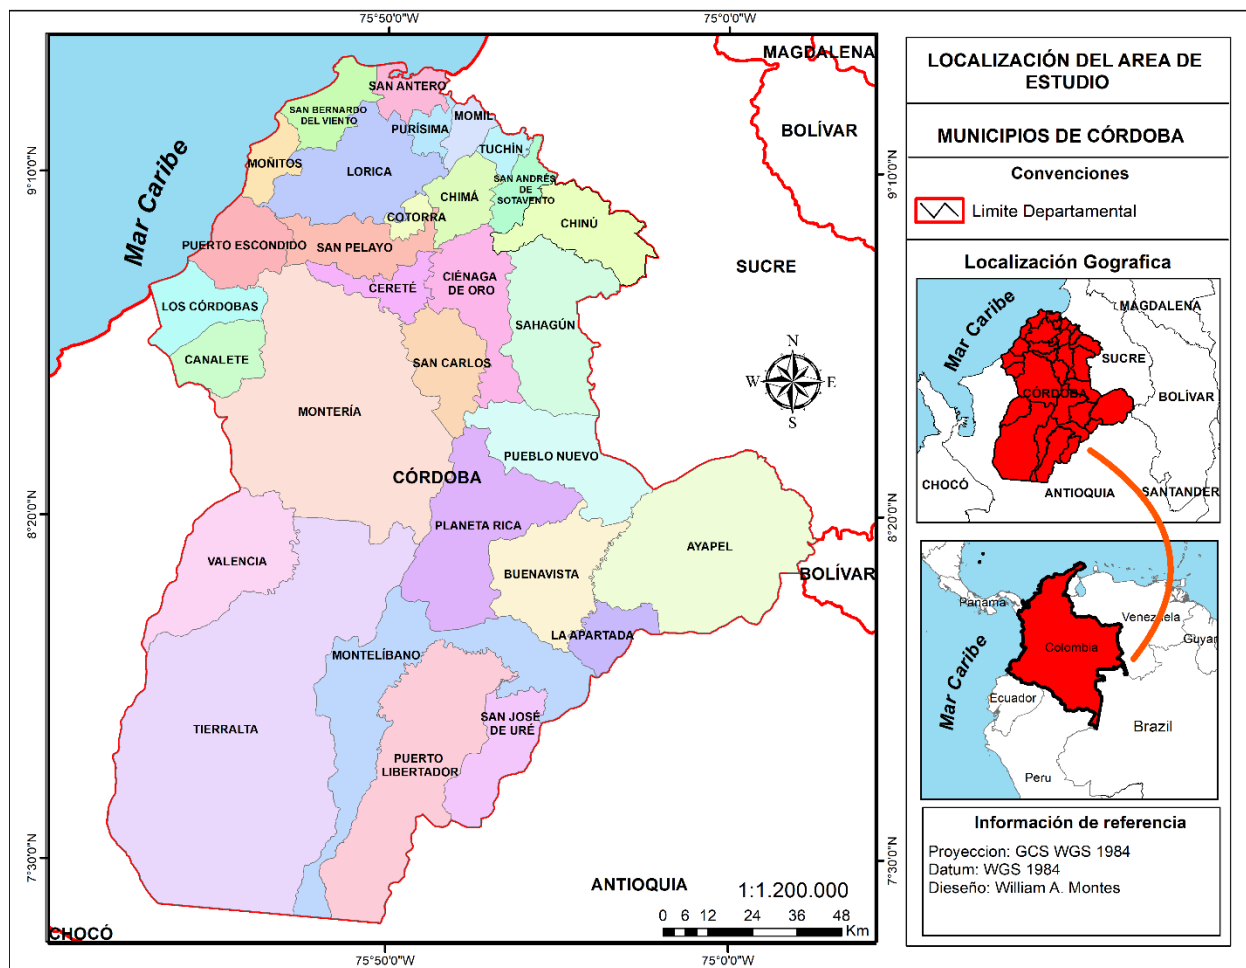 75°50'0"W
75°0'0"W
MAGDALENA
SAN ANTERO
SAN BERNARDO
DEL VIENTO
MOMIL
PURÍSIMA
BOLÍVAR
TUCHÍN
MOÑITOS
LORICA
9°10'0"N
9°10'0"N
SAN ANDRÉS
DE
SOTAVENTO
CHIMÁ
COTORRA
CHINÚ
Mar Caribe
PUERTO ESCONDIDO
SAN PELAYO
SUCRE
CIÉNAGA
DE ORO
CERETÉ
LOS CÓRDOBAS
SAHAGÚN
CANALETE
SAN CARLOS
N
W
E
S
MONTERÍA
PUEBLO NUEVO
CÓRDOBA
8°20'0"N
8°20'0"N
PLANETA RICA
AYAPEL
VALENCIA
BUENAVISTA
BOLÍVAR
LA APARTADA
MONTELÍBANO
TIERRALTA
SAN JOSÉ
DE URÉ
PUERTO
LIBERTADOR
7°30'0"N
7°30'0"N
ANTIOQUIA
1:1.200.000
0 6 12 24 36 48
Km
CHOCÓ
75°50'0"W
75°0'0"W
LOCALIZACIÓN DEL AREA DE
ESTUDIO
MUNICIPIOS DE CÓRDOBA
Convenciones
Limite Departamental
Localización Gografica
Mar Caribe
MAGDALENA
SUCRE
CÓRDOBA
BOLÍVAR
CHOCÓ
ANTIOQUIA
SANTANDER
Panama
Venezuela
Guyar
Mar Caribe
Colombia
Ecuador
Brazil
Peru
Información de referencia
Proyeccion: GCS WGS 1984
Datum: WGS 1984
Dieseño: William A. Montes